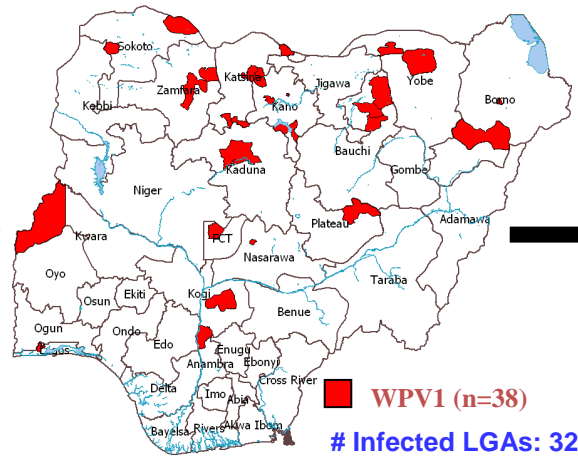 Sokoto
Katsina
Zamfara
Jigawa
Yobe
Borno
Kebbi
Kano
Bauchi
Kaduna
Gombe
Niger
Adamawa
Plateau
FCT
Kwara
Nasarawa
Taraba
Oyo
Kogi
Ekiti
Osun
Benue
Ogun
Ondo
Edo
Enugu
Lagos
Anambra
Ebonyi
Cross River
Delta
Imo
Abia
Bayelsa
Rivers
Akwa Ibom
WPV1 (n=38)
# Infected LGAs: 32